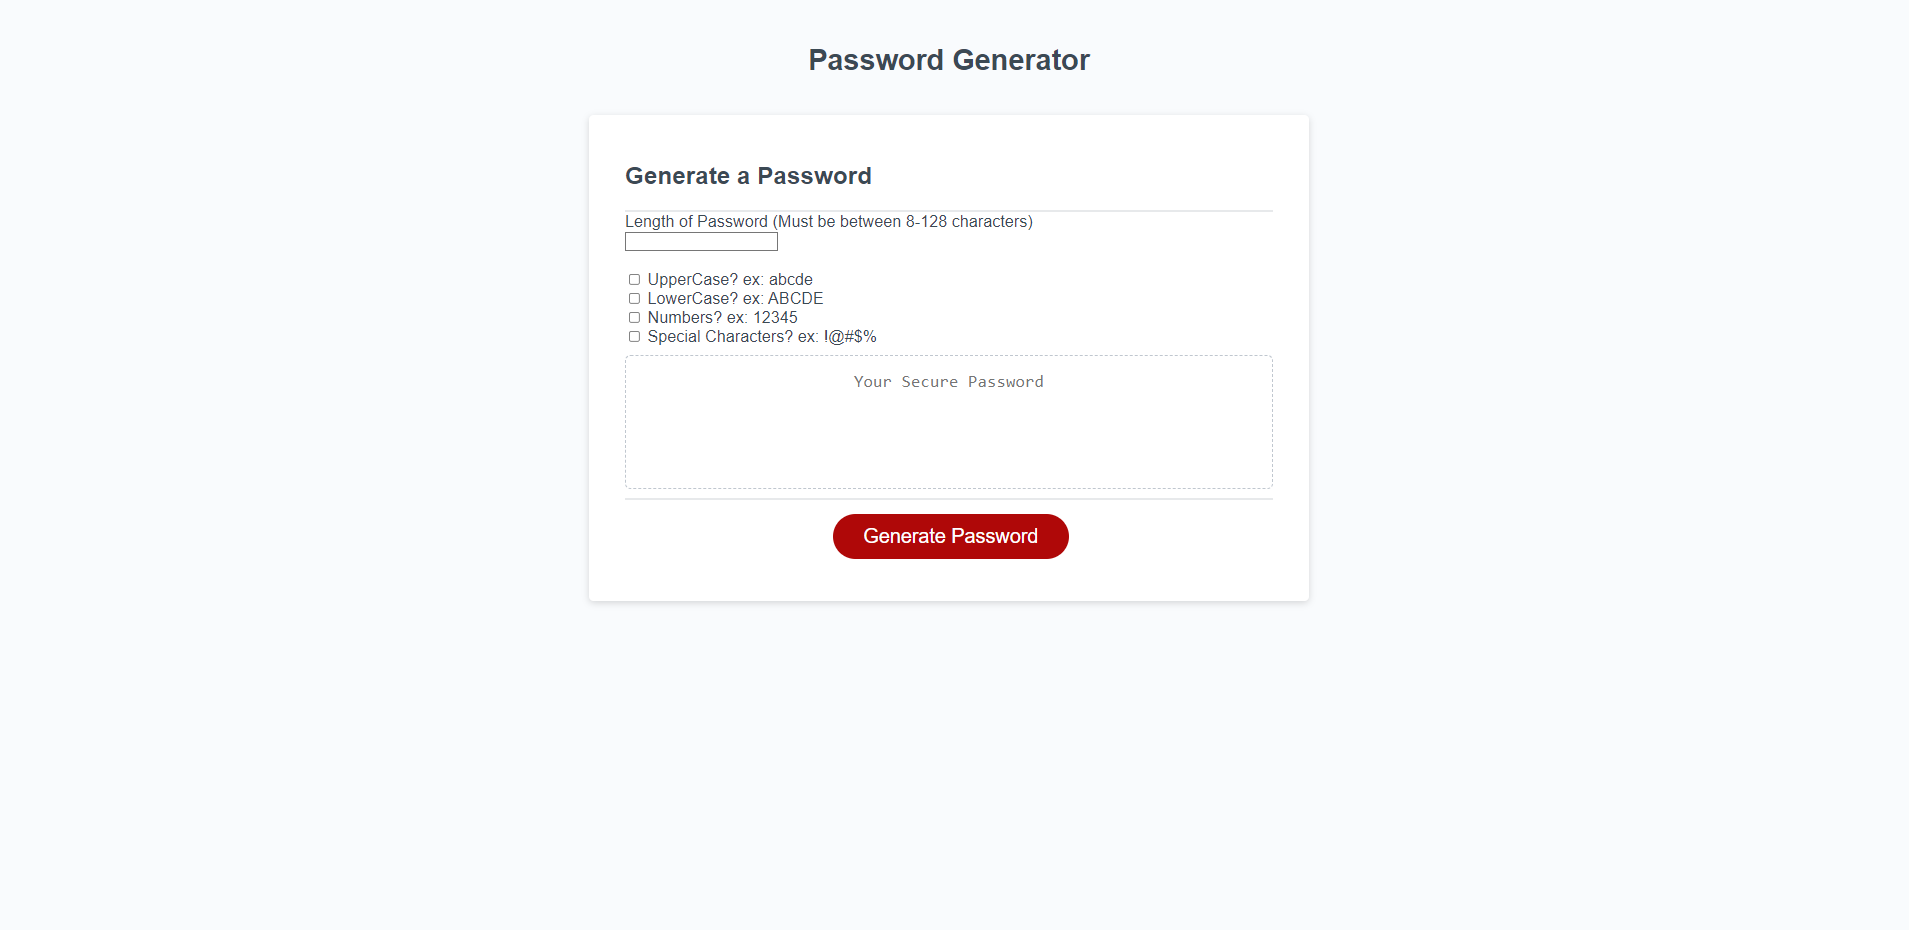 Password Generator
Generate a Password
Length of Password (Must be between 8-128 characters)
UpperCase? ex: abcde
LowerCase? ex: ABCDE
Numbers? ex: 12345
Special Characters? ex: !@#$%
Your Secure Password
Generate Password